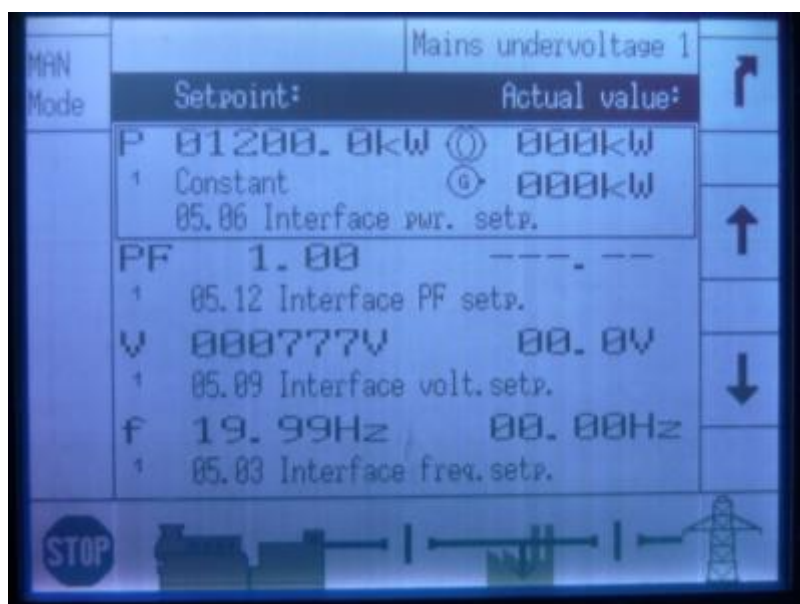 MAN
Mode
Mains undervoltage 1
Setpoint: Actual value:
P 01200.0kW 000kW
1 Constant G 000kW
05.06 Interface pwr. setp.
PF 1.00 ---.--
1 05.12 Interface PF setp.
V 000777V 00.0V
1 05.09 Interface volt.setp.
f 19.99Hz 00.00Hz
1 05.03 Interface freq.setp.
STOP